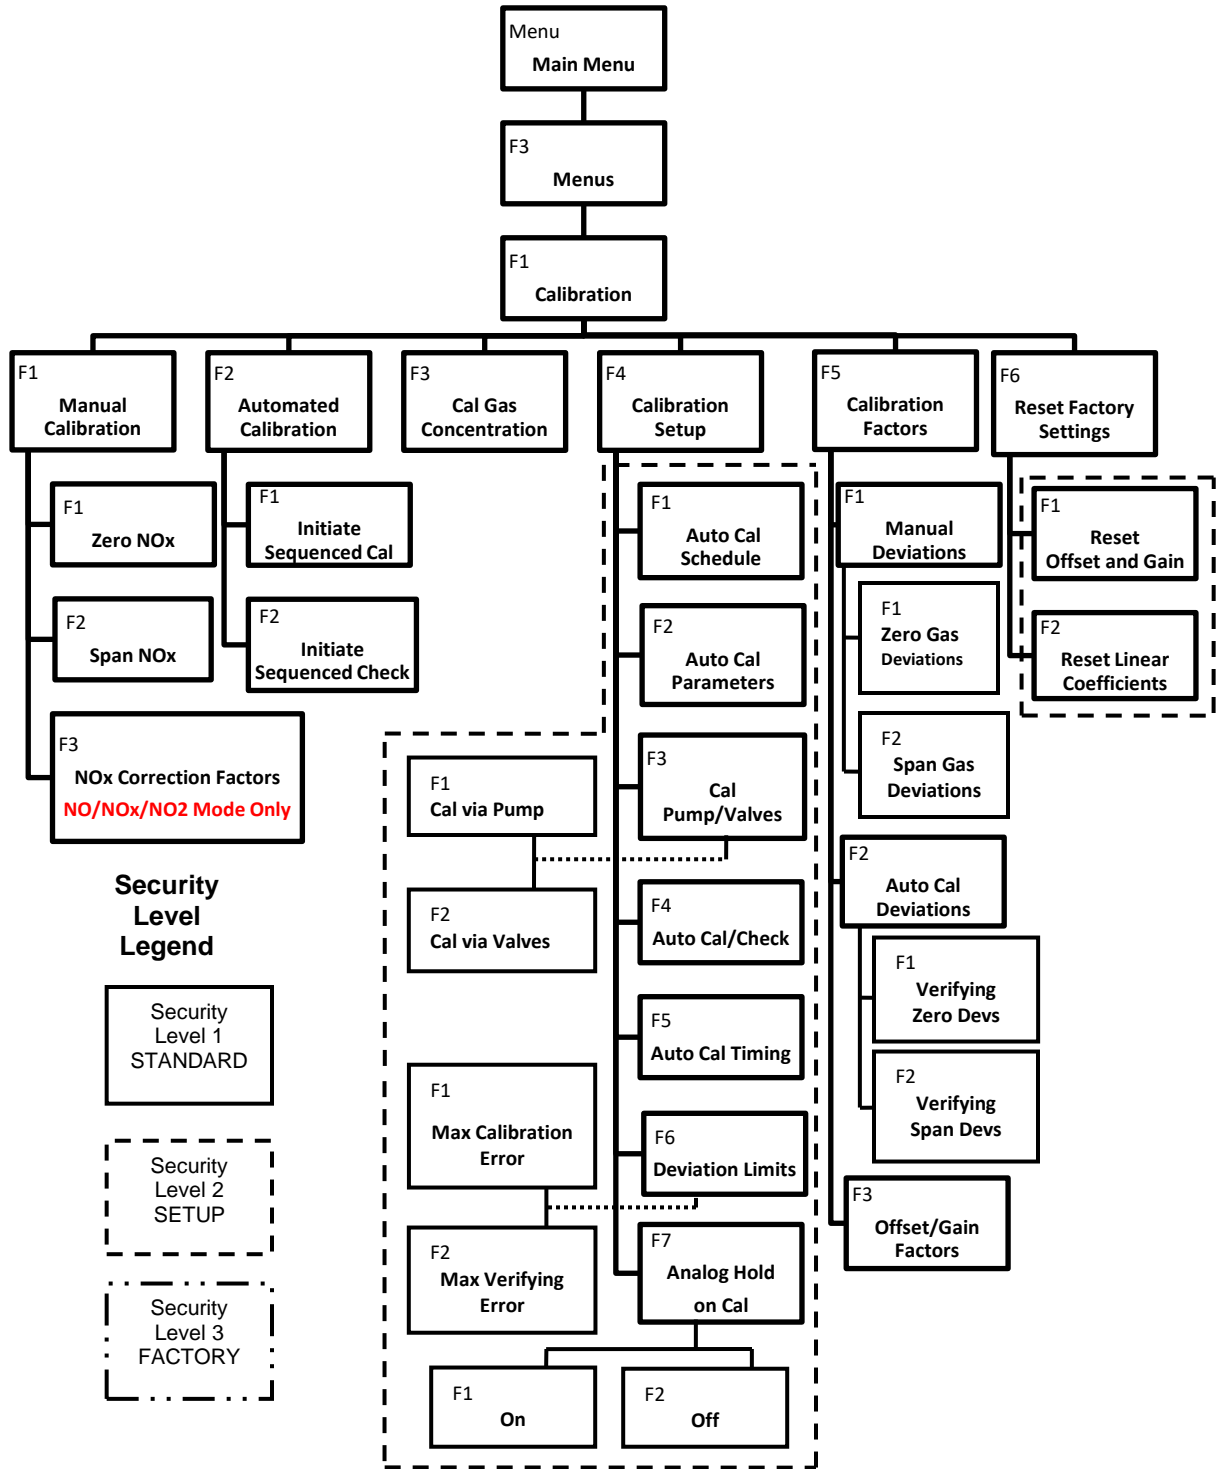 Menu
Main Menu
F3
Menus
F1
Calibration
F1
Manual
Calibration
F2
Automated
Calibration
F3
Cal Gas
Concentration
F4
Calibration
Setup
F5
Calibration
Factors
F6
Reset Factory
Settings
F1
Zero NOx
F2
Span NOx
F3
NOx Correction Factors
NO/NOx/NO2 Mode Only
F1
Initiate
Sequenced Cal
F2
Initiate
Sequenced Check
F1
Auto Cal
Schedule
F2
Auto Cal
Parameters
F3
Cal
Pump/Valves
F1
Cal via Pump
F2
Cal via Valves
F4
Auto Cal/Check
F5
Auto Cal Timing
F6
Deviation Limits
F1
Max Calibration
Error
F2
Max Verifying
Error
F7
Analog Hold
on Cal
F1
On
F2
Off
F1
Manual
Deviations
F1
Zero Gas
Deviations
F2
Span Gas
Deviations
F2
Auto Cal
Deviations
F1
Verifying
Zero Devs
F2
Verifying
Span Devs
F3
Offset/Gain
Factors
F1
Reset
Offset and Gain
F2
Reset Linear
Coefficients
Security
Level
Legend
Security
Level 1
STANDARD
Security
Level 2
SETUP
Security
Level 3
FACTORY